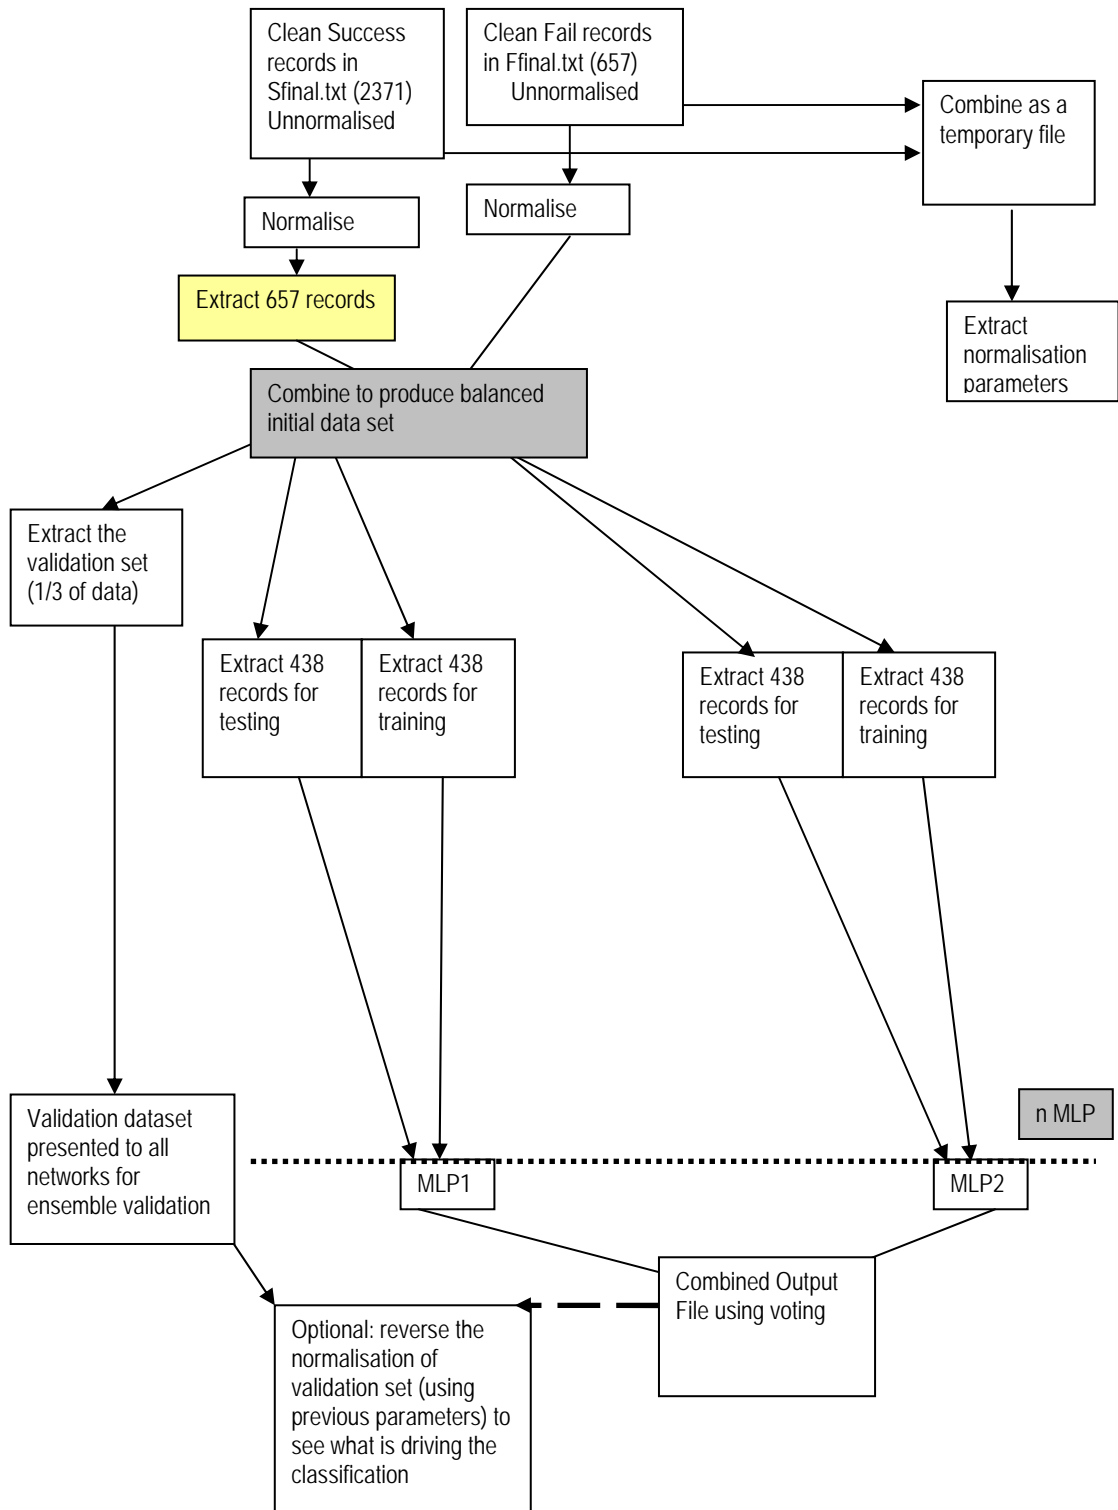 Clean Success
records in
Sfinal.txt (2371)
Unnormalised
Clean Fail records
in Ffinal.txt (657)
Unnormalised
Combine as a
temporary file
Normalise
Normalise
Extract 657 records
Extract
normalisation
parameters
Combine to produce balanced
initial data set
Extract the
validation set
(1/3 of data)
Extract 438
records for
testing
Extract 438
records for
training
Extract 438
records for
testing
Extract 438
records for
training
Validation dataset
presented to all
networks for
ensemble validation
n MLP
MLP1
MLP2
Combined Output
File using voting
Optional: reverse the
normalisation of
validation set (using
previous parameters) to
see what is driving the
classification